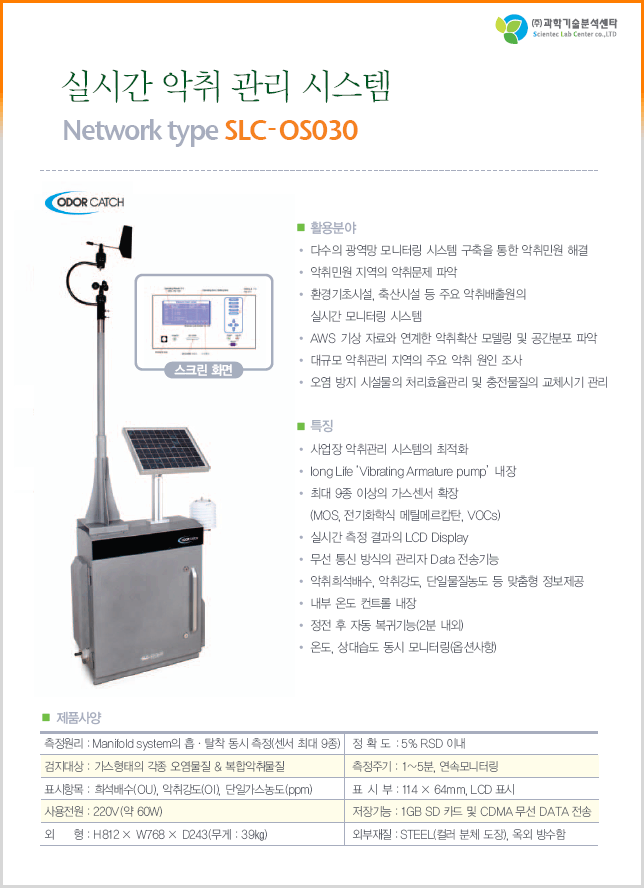 (주)과학기술분석센타
Scientec Lab Center co.,LTD
실시간 악취 관리 시스템
Network type SLC-OS030
ODOR CATCH
스크린 화면
ODOR CATCH
■ 활용분야
• 다수의 광역망 모니터링 시스템 구축을 통한 악취민원 해결
• 악취민원 지역의 악취문제 파악
• 환경기초시설, 축산시설 등 주요 악취배출원의
실시간 모니터링 시스템
• AWS 기상 자료와 연계한 악취확산 모델링 및 공간분포 파악
• 대규모 악취관리 지역의 주요 악취 원인 조사
• 오염 방지 시설물의 처리효율관리 및 충전물질의 교체시기 관리
■ 특징
• 사업장 악취관리 시스템의 최적화
• long Life ‘Vibrating Armature pump’ 내장
• 최대 9종 이상의 가스센서 확장
(MOS, 전기화학식 메틸메르캅탄, VOCs)
• 실시간 측정 결과의 LCD Display
• 무선 통신 방식의 관리자 Data 전송기능
• 악취희석배수, 악취강도, 단일물질농도 등 맞춤형 정보제공
• 내부 온도 컨트롤 내장
• 정전 후 자동 복귀기능(2분 내외)
• 온도, 상대습도 동시 모니터링(옵션사항)
■ 제품사양
측정원리 : Manifold system의 흡 · 탈착 동시 측정(센서 최대 9종)
정 확 도 : 5% RSD 이내
검지대상 : 가스형태의 각종 오염물질 & 복합악취물질
측정주기 : 1~5분, 연속모니터링
표시항목 : 희석배수(OU), 악취강도(OI), 단일가스농도(ppm)
표 시 부 : 114 × 64mm, LCD 표시
사용전원 : 220V(약 60W)
저장기능 : 1GB SD 카드 및 CDMA 무선 DATA 전송
외 형 : H812 × W768 × D243(무게 : 39kg)
외부재질 : STEEL(컬러 분체 도장), 옥외 방수함